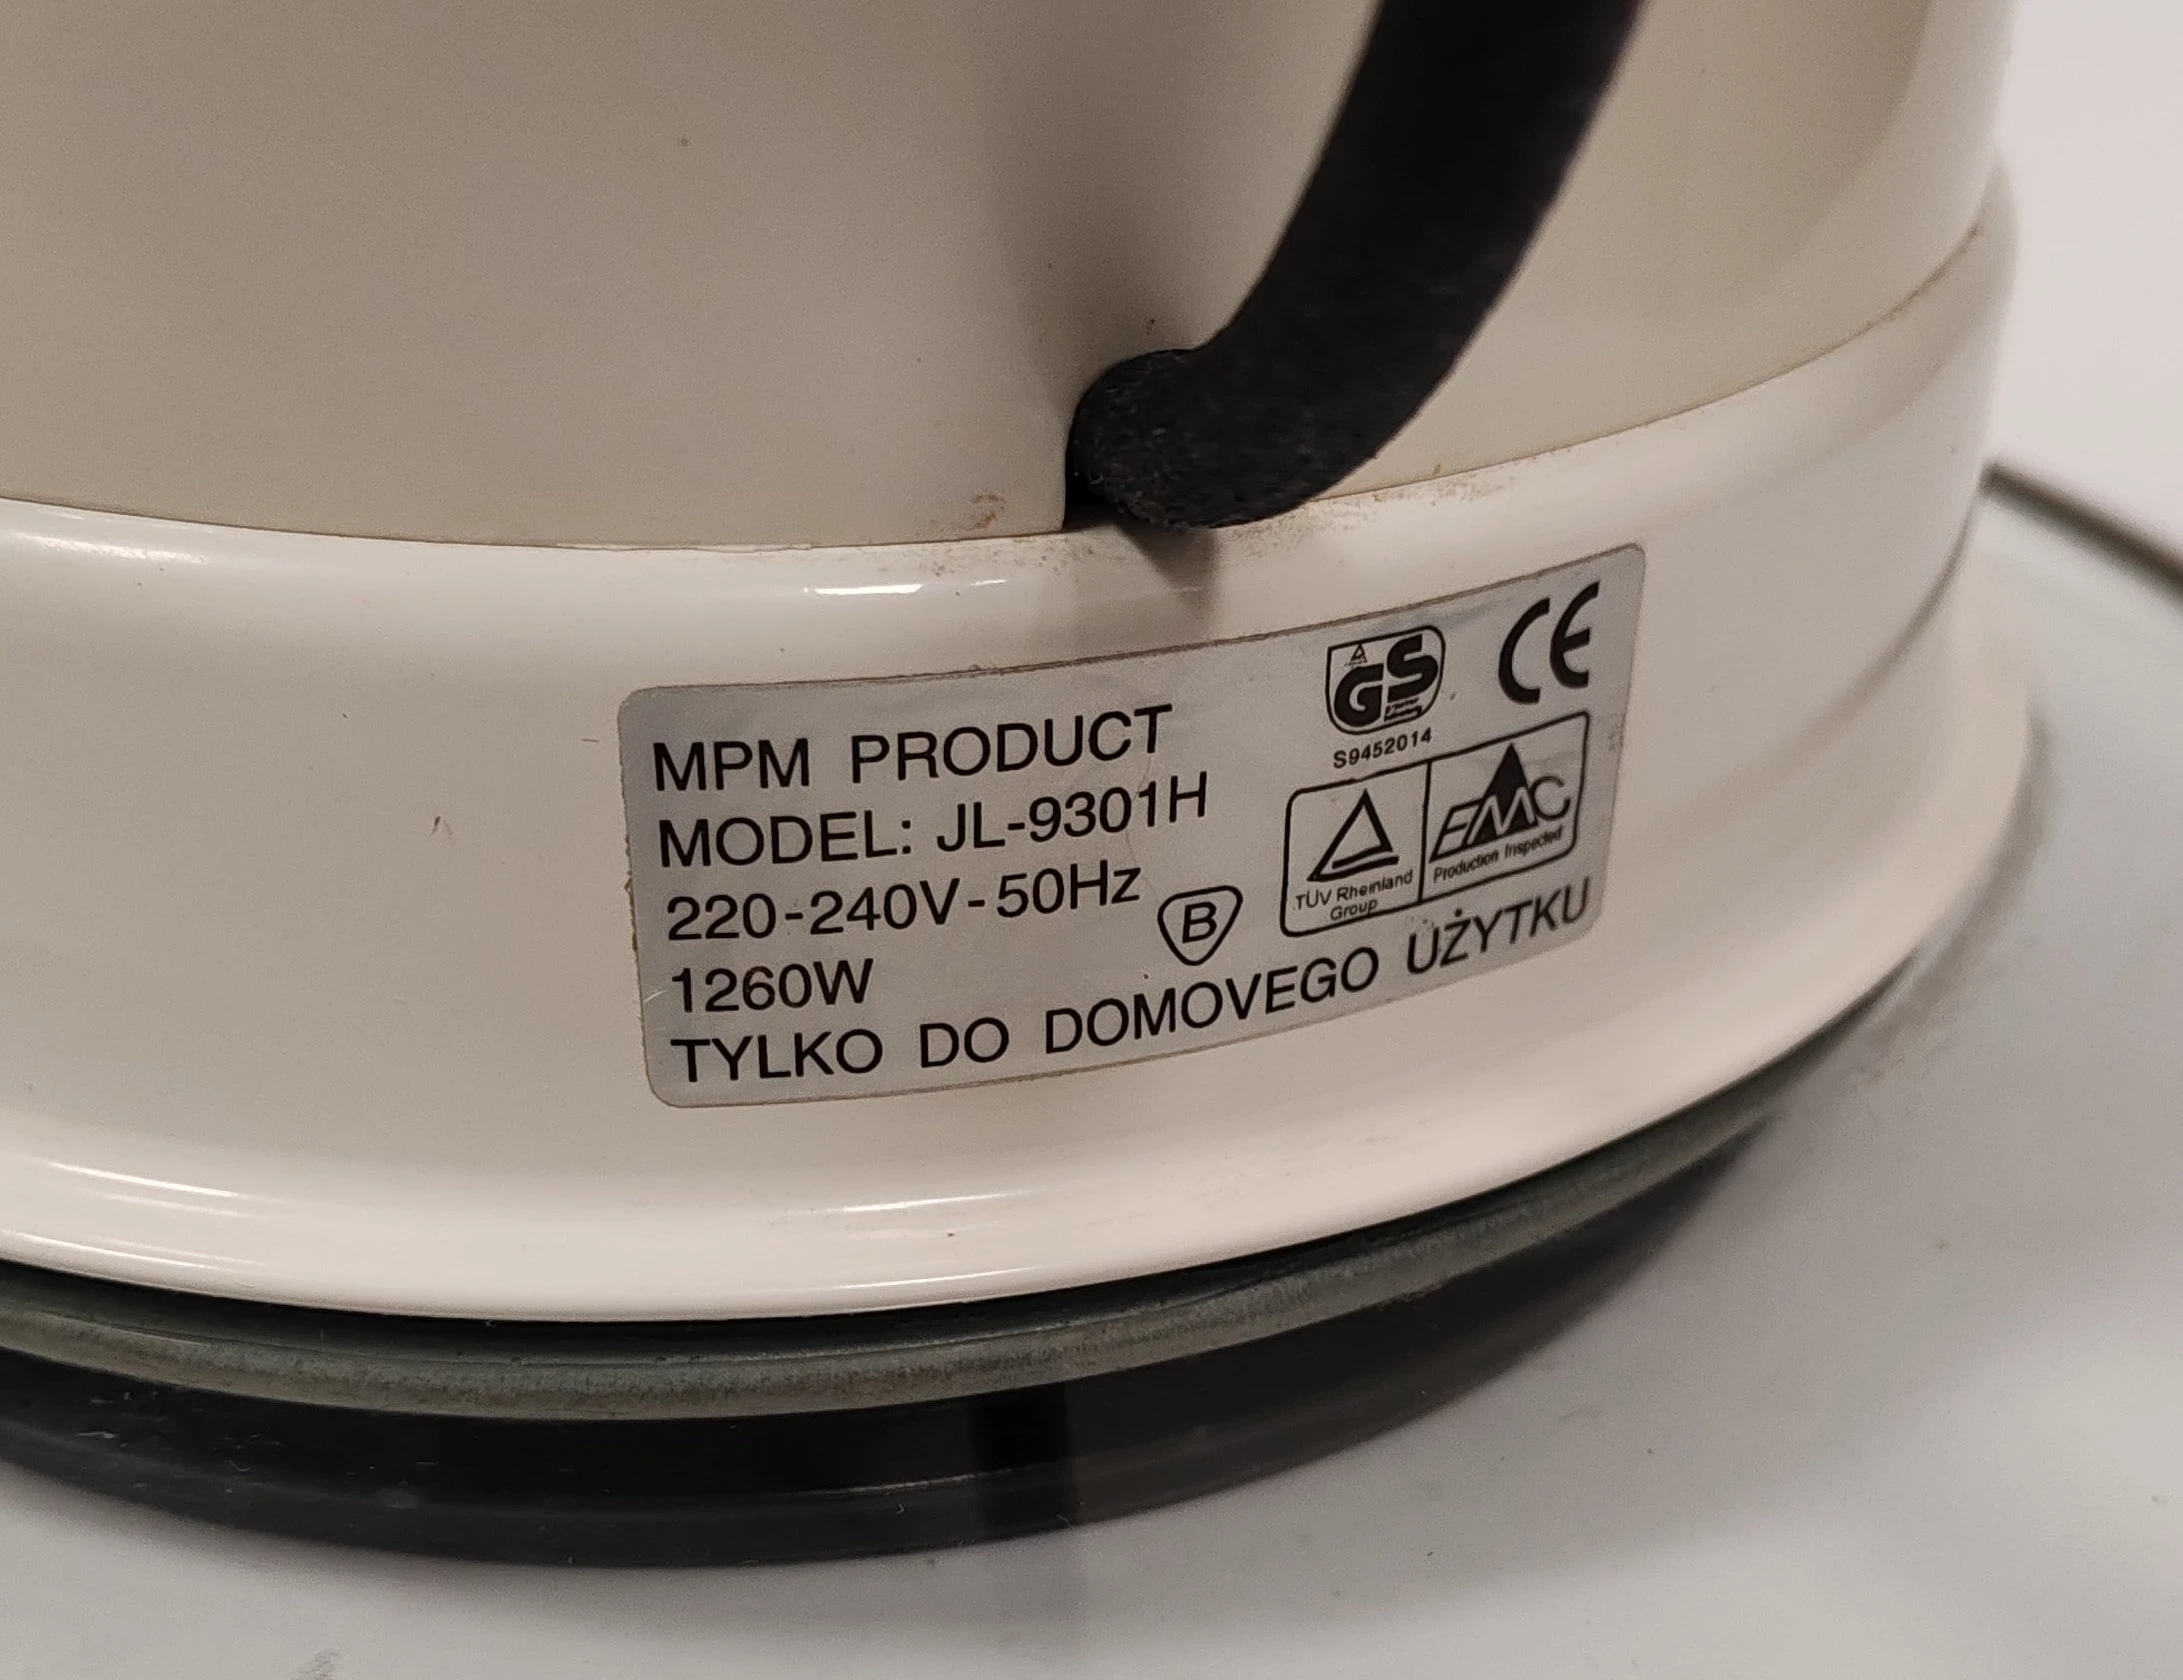 MPM PRODUCT
MODEL: JL-9301H
220-240V-50Hz
1260W
TYLKO DO DOMOVEGO UŻYTKU
B
GS
S9452014
CE
TÜV Rheinland
Group
EMC
Production Inspected